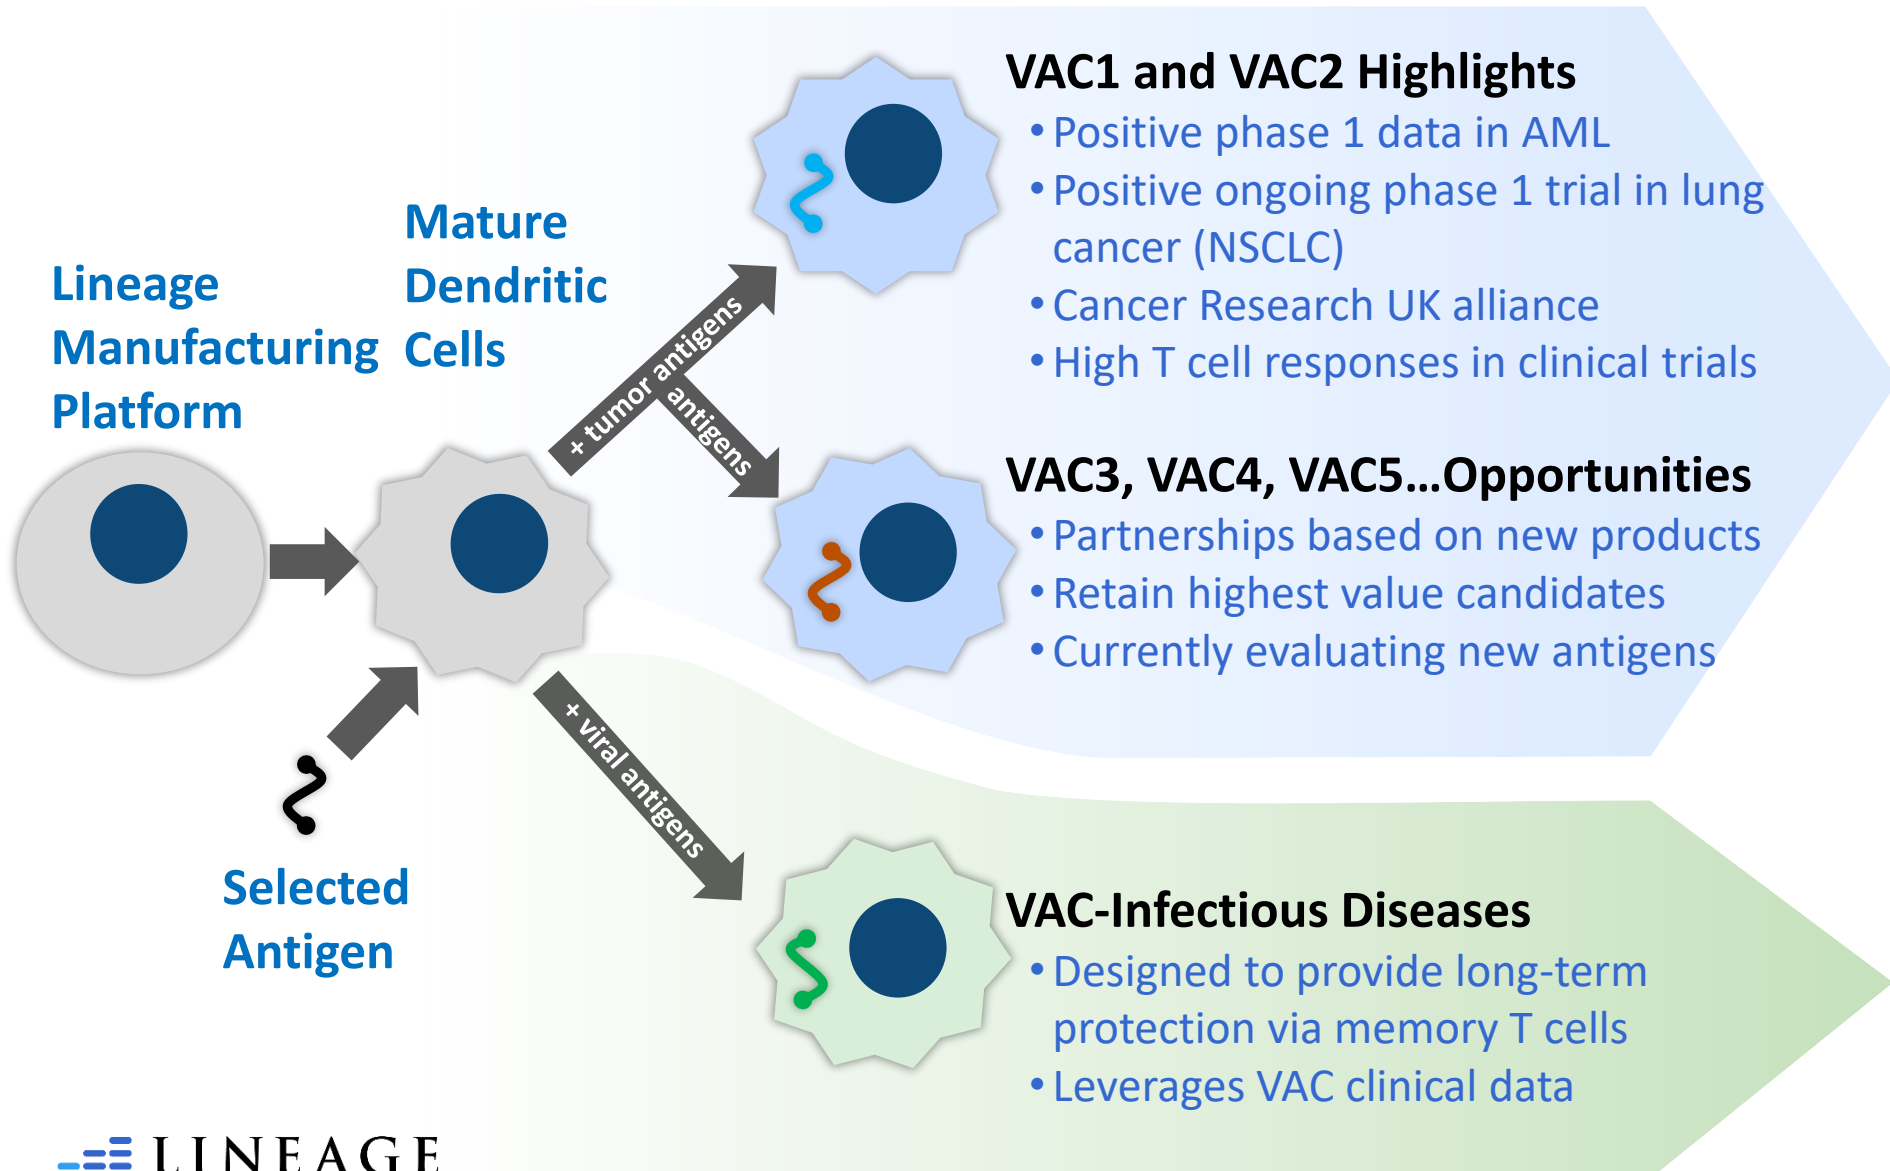 Lineage
Manufacturing
Platform
Mature
Dendritic
Cells
Selected
Antigen
+ tumor antigens
antigens
+ viral antigens
VAC1 and VAC2 Highlights
• Positive phase 1 data in AML
• Positive ongoing phase 1 trial in lung
cancer (NSCLC)
• Cancer Research UK alliance
• High T cell responses in clinical trials
VAC3, VAC4, VAC5...Opportunities
• Partnerships based on new products
• Retain highest value candidates
• Currently evaluating new antigens
VAC-Infectious Diseases
• Designed to provide long-term
protection via memory T cells
• Leverages VAC clinical data
LINEAGE